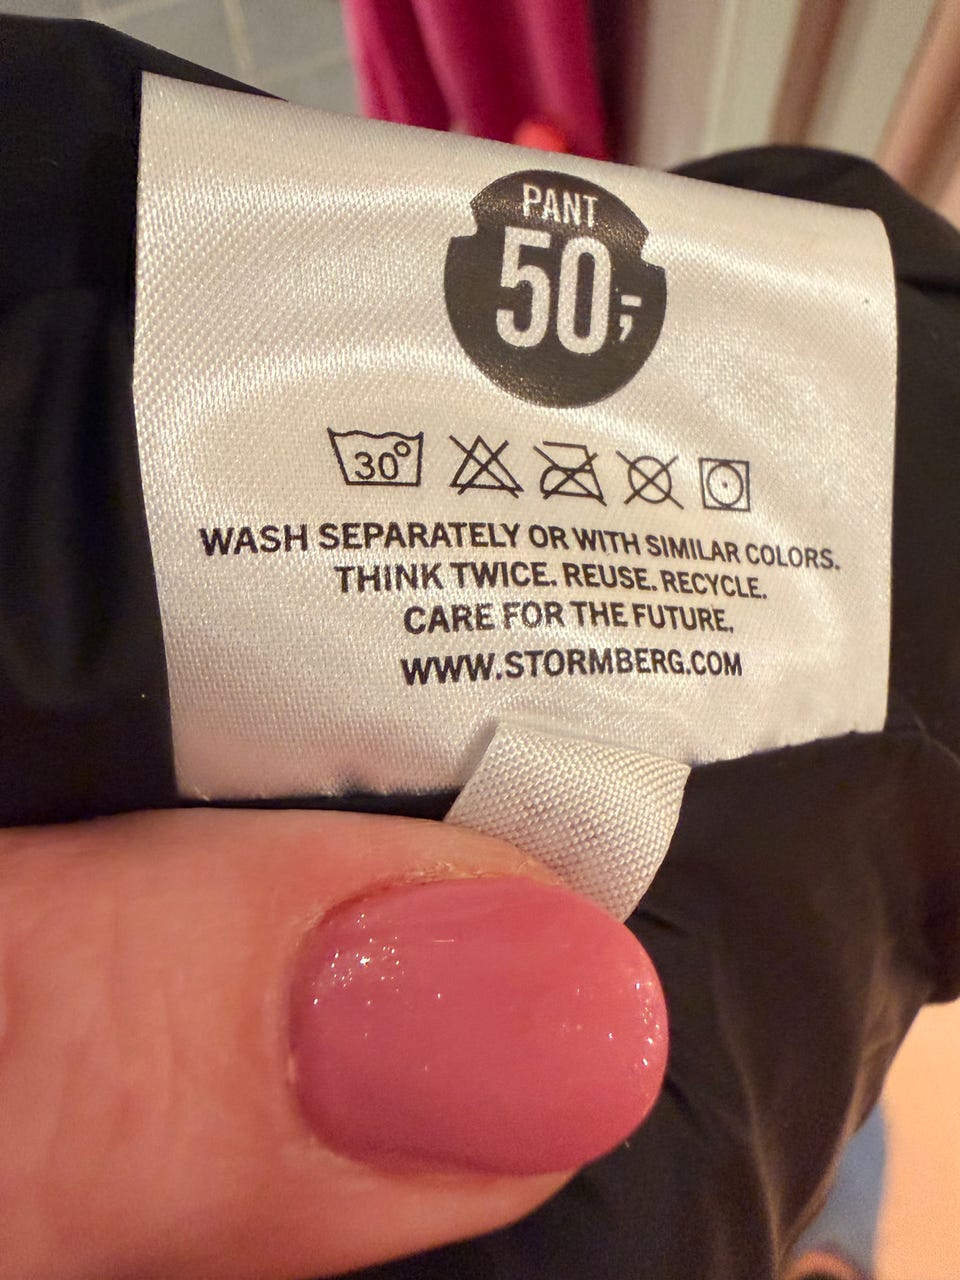 PANT
50,-
30°
WASH SEPARATELY OR WITH SIMILAR COLORS.
THINK TWICE. REUSE. RECYCLE.
CARE FOR THE FUTURE.
WWW.STORMBERG.COM